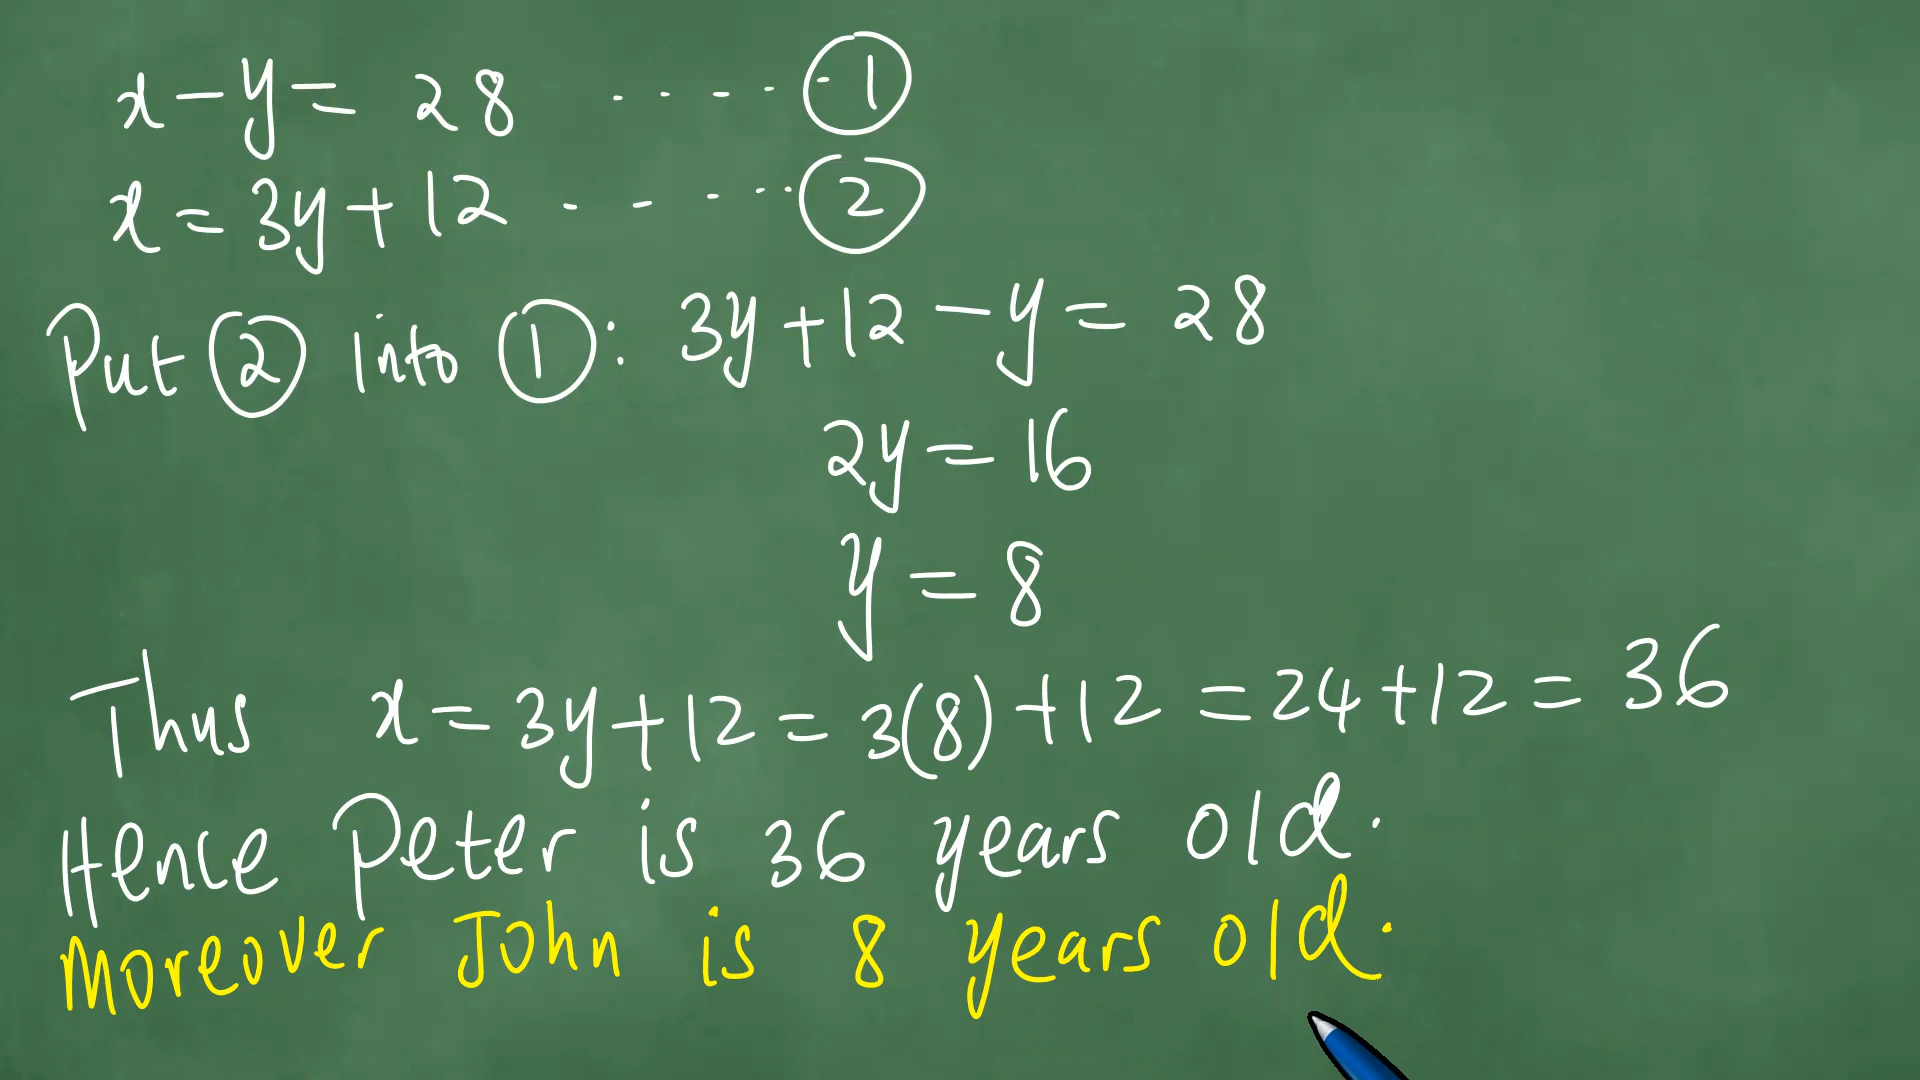 x - y = 28 ..... ①
x = 3y + 12 ..... ②
Put ② into ①: 3y + 12 - y = 28
2y = 16
y = 8
Thus x = 3y + 12 = 3(8) + 12 = 24 + 12 = 36
Hence Peter is 36 years old.
Moreover John is 8 years old.